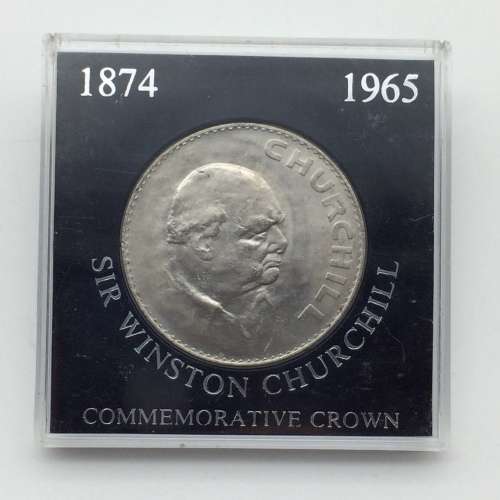 1874 1965
CHURCHILL
SIR WINSTON CHURCHILL
COMMEMORATIVE CROWN